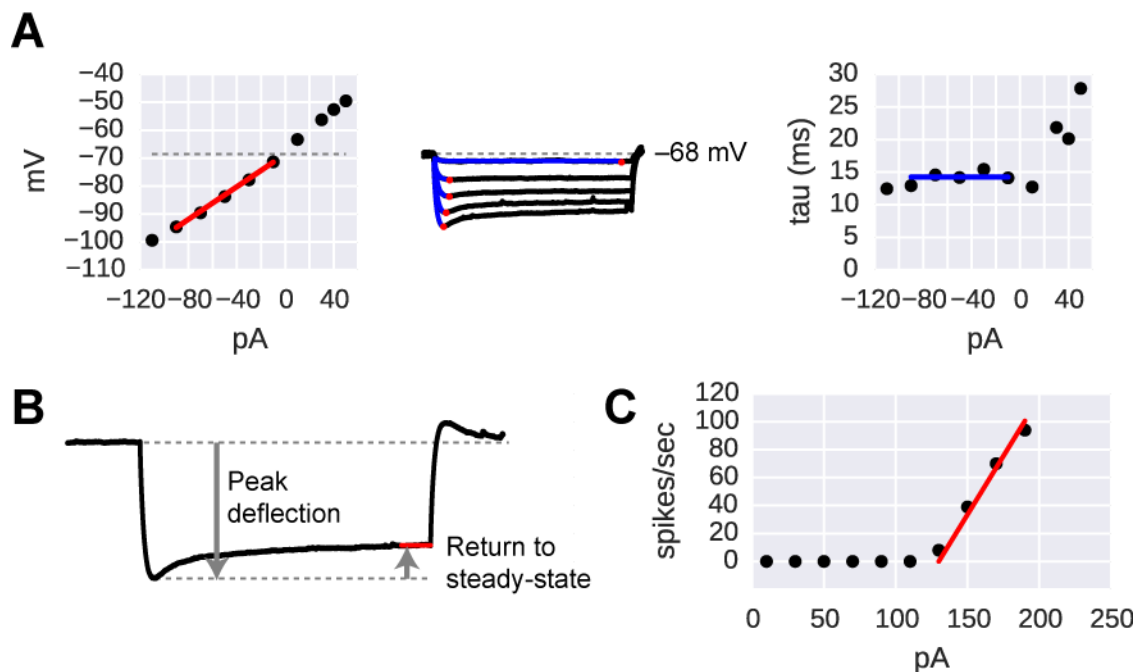 A
−40
−50
−60
−70
−80
−90
−100
−110
mV
−120
−80
−40
0
40
pA
−68 mV
30
25
20
15
10
5
0
tau (ms)
−120
−80
−40
0
40
pA
B
Peak
deflection
Return to
steady-state
C
120
100
80
60
40
20
0
spikes/sec
0
50
100
150
200
250
pA